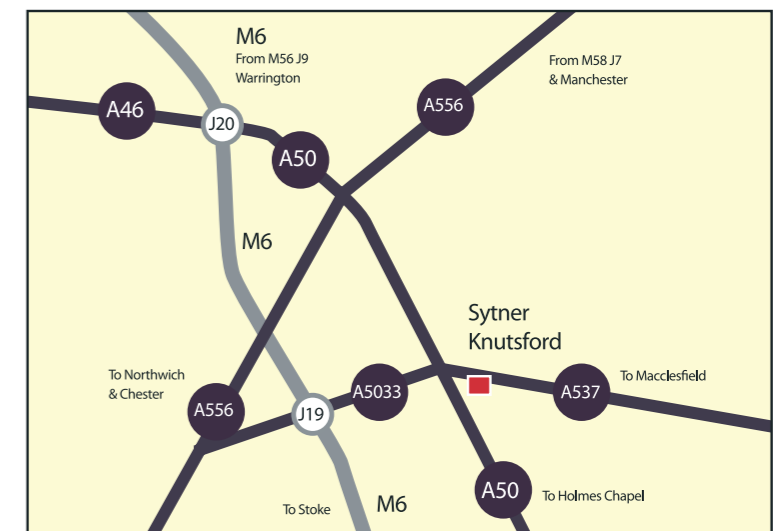 M6
From M56 J9
Warrington
From M58 J7
& Manchester
A46
J20
A556
A50
M6
Sytner
Knutsford
To Northwich
& Chester
A556
J19
A5033
A537
To Macclesfield
To Stoke
M6
A50
To Holmes Chapel